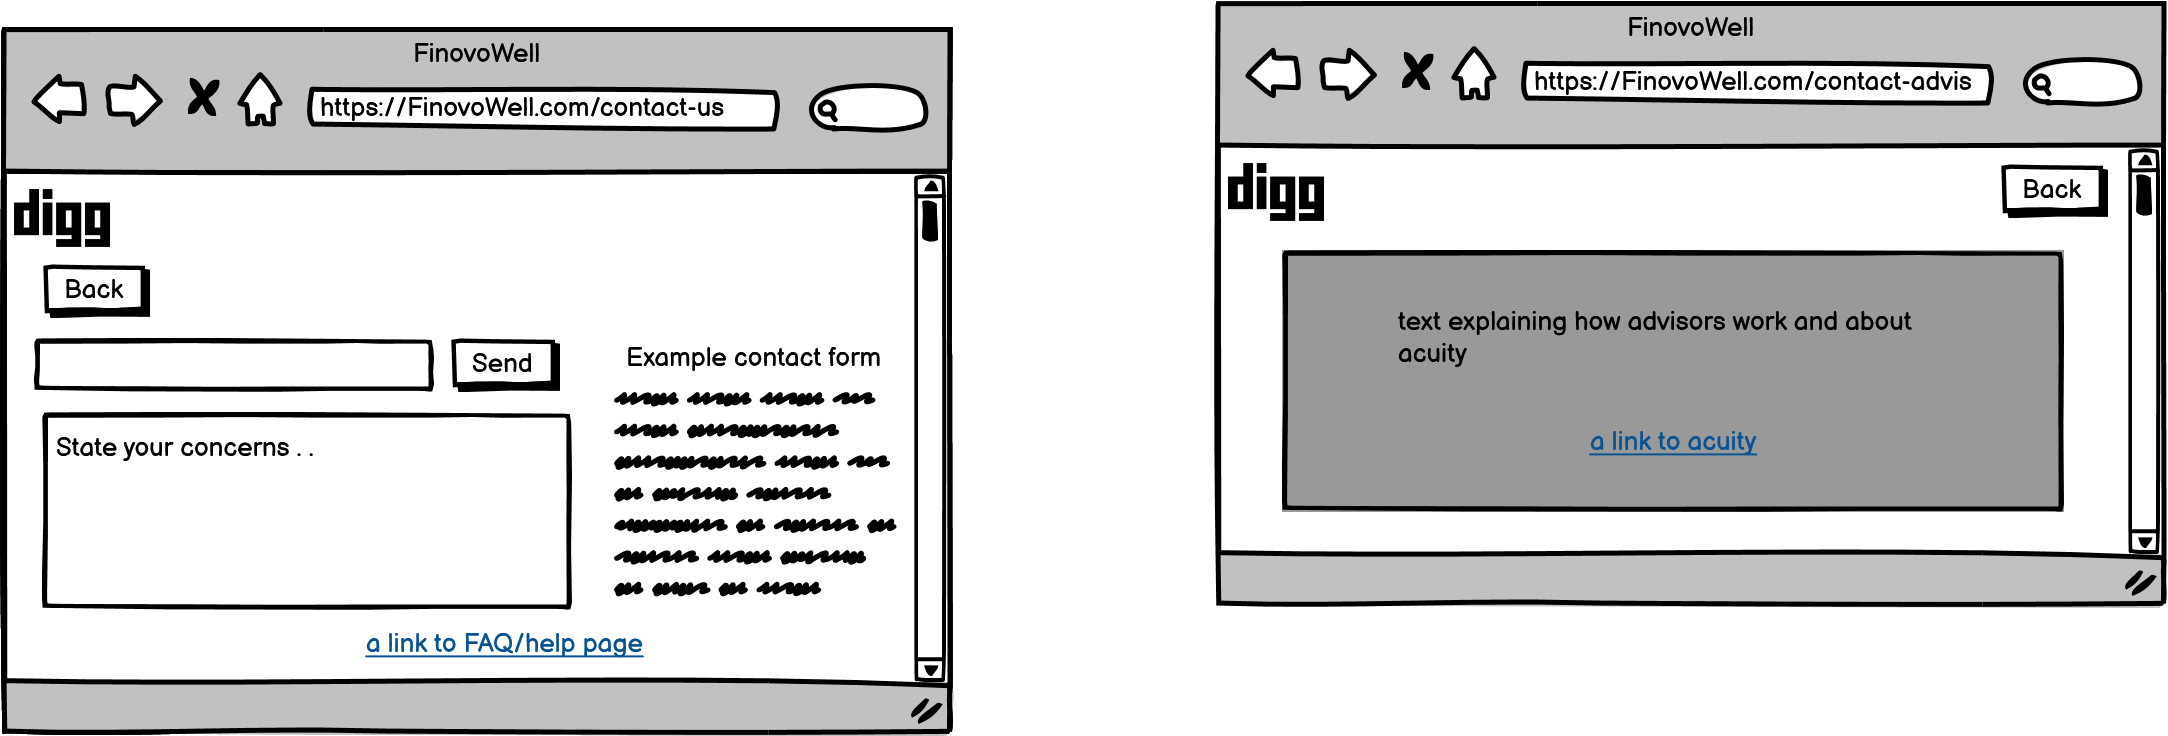 FinovoWell
https://FinovoWell.com/contact-us
digg
Back
Send
Example contact form
State your concerns . .
a link to FAQ/help page
FinovoWell
https://FinovoWell.com/contact-advis
digg
Back
text explaining how advisors work and about
acuity
a link to acuity